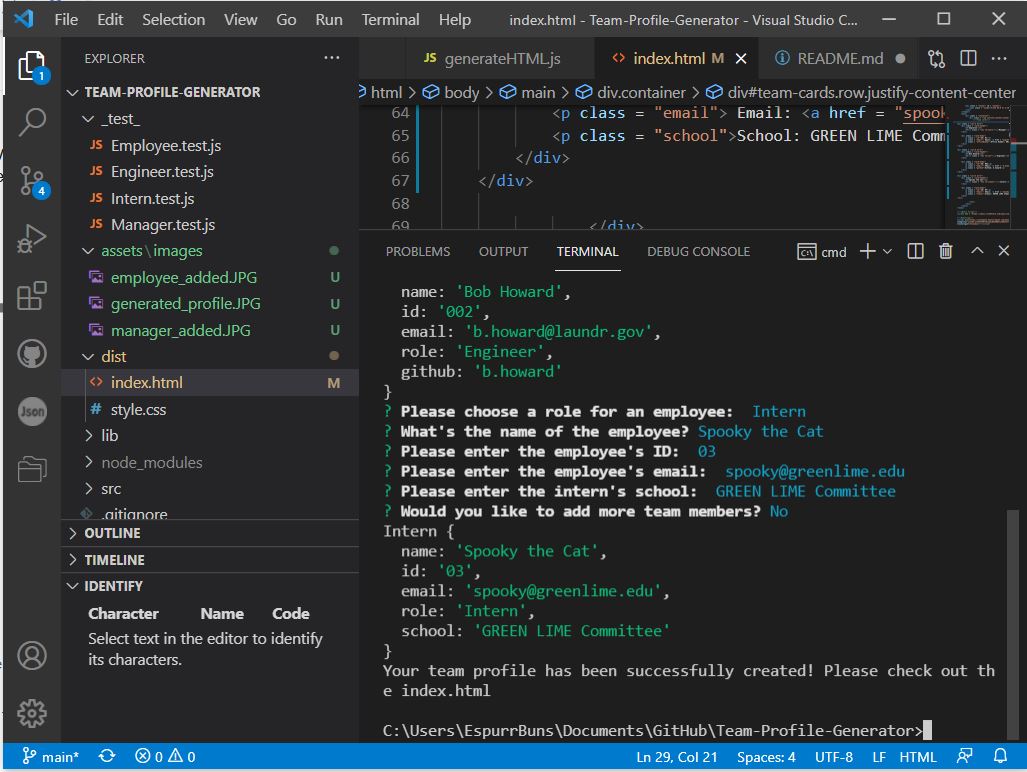 File Edit Selection View Go Run Terminal Help index.html - Team-Profile-Generator - Visual Studio C...
EXPLORER ...
JS generateHTML.js <> index.html M README.md
1
TEAM-PROFILE-GENERATOR
html > body > main > div.container > div#team-cards.row.justify-content-center
_test_
JS Employee.test.js
JS Engineer.test.js
JS Intern.test.js
JS Manager.test.js
assets\images
employee_added.JPG U
generated_profile.JPG U
manager_added.JPG U
dist
<> index.html M
# style.css
lib
node_modules
src
.gitignore
4
Json
OUTLINE
TIMELINE
IDENTIFY
Character Name Code
Select text in the editor to identify
its characters.
64 <p class = "email"> Email: <a href = "spook
65 <p class = "school">School: GREEN LIME Com
66 </div>
67 </div>
68
69 </div>
PROBLEMS OUTPUT TERMINAL DEBUG CONSOLE cmd
name: 'Bob Howard',
id: '002',
email: 'b.howard@laundr.gov',
role: 'Engineer',
github: 'b.howard'
}
? Please choose a role for an employee: Intern
? What's the name of the employee? Spooky the Cat
? Please enter the employee's ID: 03
? Please enter the employee's email: spooky@greenlime.edu
? Please enter the intern's school: GREEN LIME Committee
? Would you like to add more team members? No
Intern {
name: 'Spooky the Cat',
id: '03',
email: 'spooky@greenlime.edu',
role: 'Intern',
school: 'GREEN LIME Committee'
}
Your team profile has been successfully created! Please check out th
e index.html
C:\Users\EspurrBuns\Documents\GitHub\Team-Profile-Generator>
main* 0 0 Ln 29, Col 21 Spaces: 4 UTF-8 LF HTML